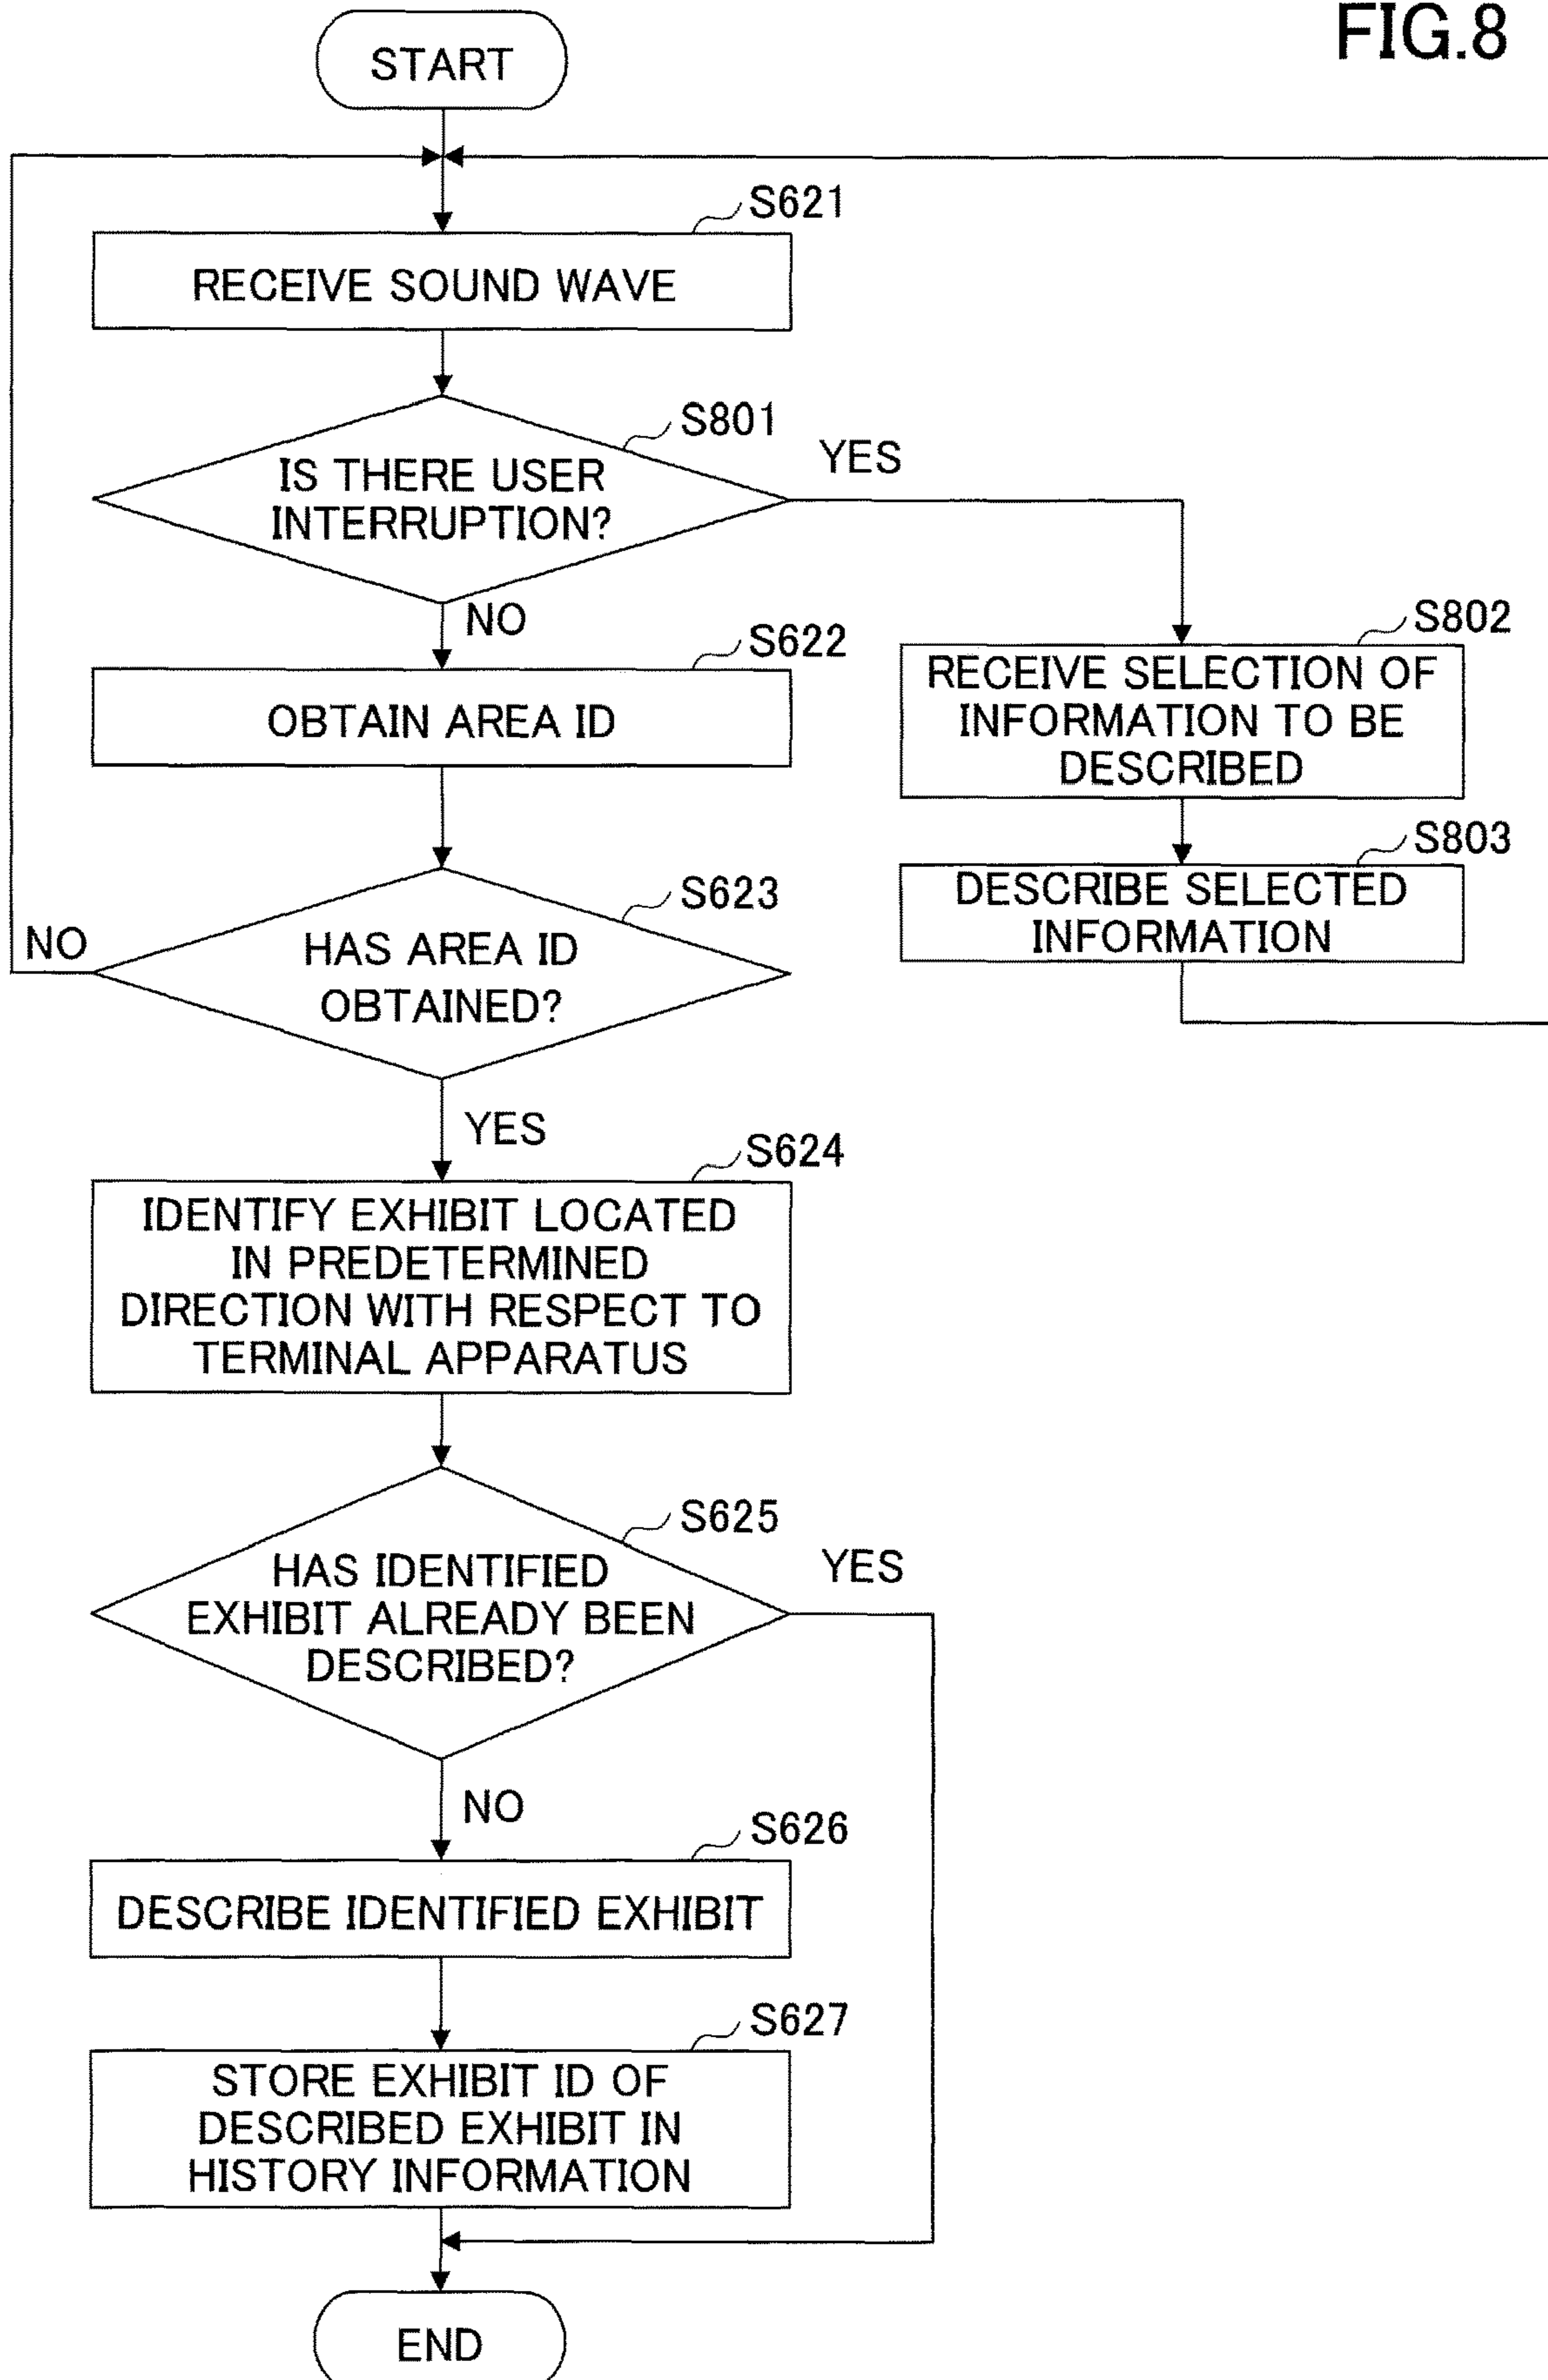 FIG.8
START
S621
RECEIVE SOUND WAVE
S801
IS THERE USER
INTERRUPTION?
YES
NO
S622
OBTAIN AREA ID
S802
RECEIVE SELECTION OF
INFORMATION TO BE
DESCRIBED
S803
DESCRIBE SELECTED
INFORMATION
S623
HAS AREA ID
OBTAINED?
NO
YES
S624
IDENTIFY EXHIBIT LOCATED
IN PREDETERMINED
DIRECTION WITH RESPECT TO
TERMINAL APPARATUS
S625
HAS IDENTIFIED
EXHIBIT ALREADY BEEN
DESCRIBED?
YES
NO
S626
DESCRIBE IDENTIFIED EXHIBIT
S627
STORE EXHIBIT ID OF
DESCRIBED EXHIBIT IN
HISTORY INFORMATION
END